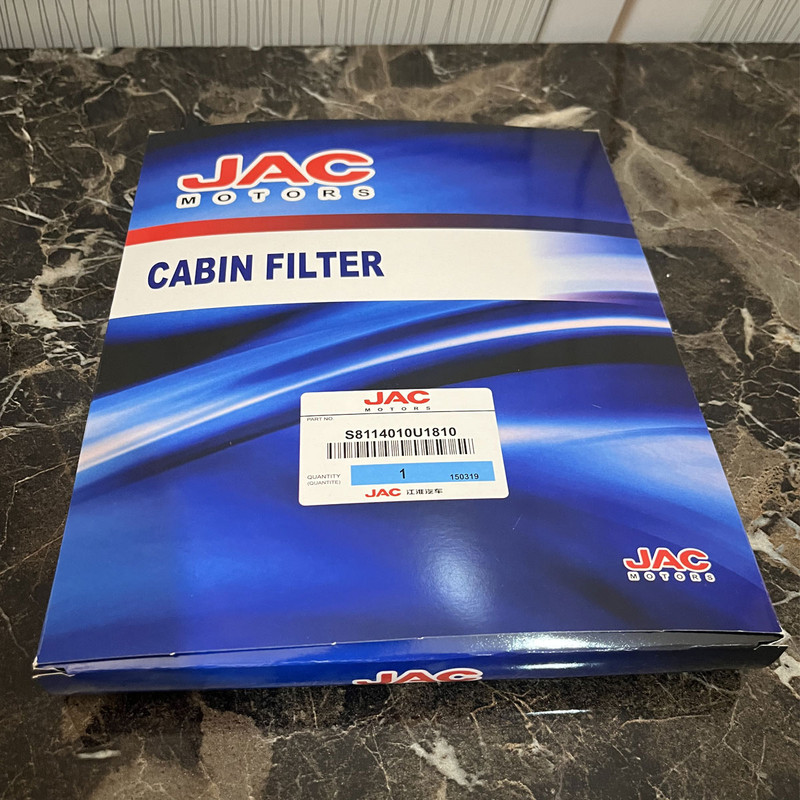 JAC
MOTORS
CABIN FILTER
JAC
MOTORS
PART NO.
S8114010U1810
QUANTITY
(QUANTITE)
1
150319
JAC 江淮汽车
JAC
MOTORS
JAC